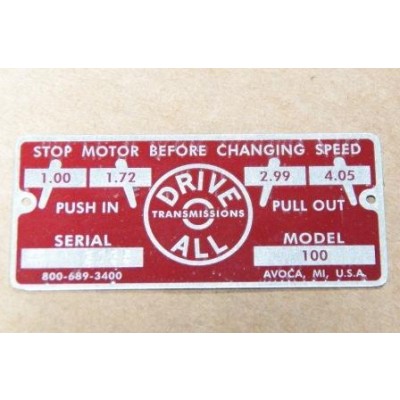 STOP MOTOR BEFORE CHANGING SPEED
1.00 1.72 2.99 4.05
DRIVE
TRANSMISSIONS
ALL
PUSH IN PULL OUT
SERIAL MODEL
100
800-689-3400 AVOCA, MI, U.S.A.